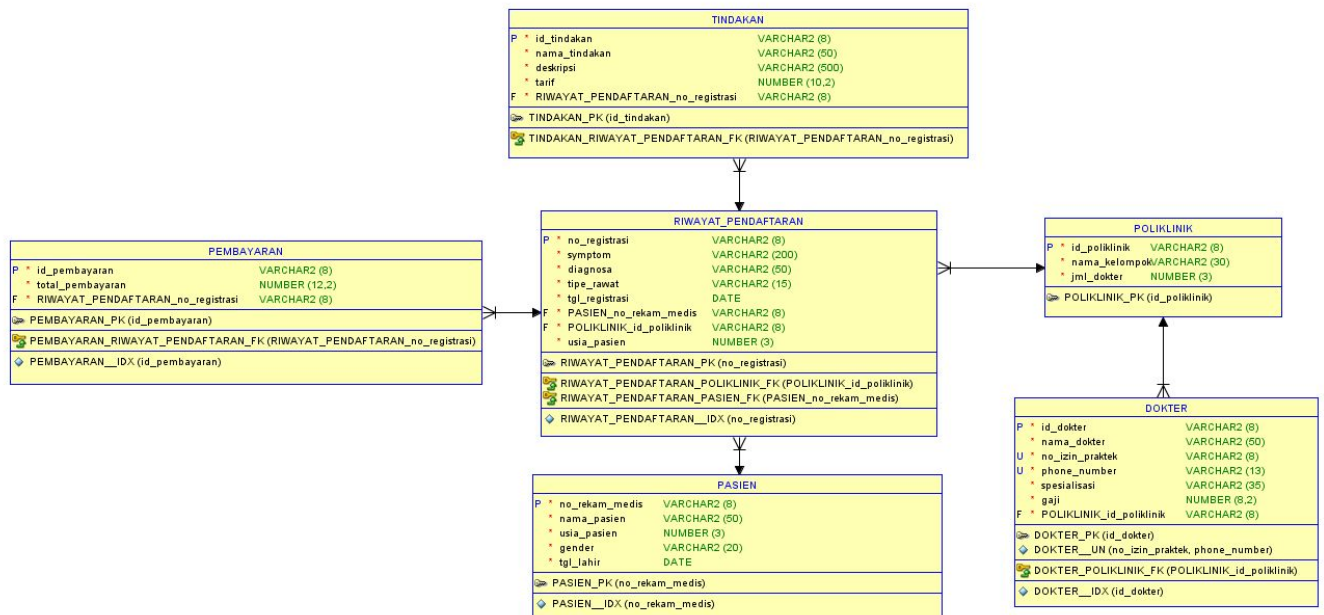 TINDAKAN
P * id_tindakan VARCHAR2 (8)
* nama_tindakan VARCHAR2 (50)
* deskripsi VARCHAR2 (500)
* tarif NUMBER (10,2)
F * RIWAYAT_PENDAFTARAN_no_registrasi VARCHAR2 (8)
TINDAKAN_PK (id_tindakan)
TINDAKAN_RIWAYAT_PENDAFTARAN_FK (RIWAYAT_PENDAFTARAN_no_registrasi)
PEMBAYARAN
P * id_pembayaran VARCHAR2 (8)
* total_pembayaran NUMBER (12,2)
F * RIWAYAT_PENDAFTARAN_no_registrasi VARCHAR2 (8)
PEMBAYARAN_PK (id_pembayaran)
PEMBAYARAN_RIWAYAT_PENDAFTARAN_FK (RIWAYAT_PENDAFTARAN_no_registrasi)
PEMBAYARAN__IDX (id_pembayaran)
RIWAYAT_PENDAFTARAN
P * no_registrasi VARCHAR2 (8)
* symptom VARCHAR2 (200)
* diagnosa VARCHAR2 (50)
* tipe_rawat VARCHAR2 (15)
* tgl_registrasi DATE
F * PASIEN_no_rekam_medis VARCHAR2 (8)
F * POLIKLINIK_id_poliklinik VARCHAR2 (8)
* usia_pasien NUMBER (3)
RIWAYAT_PENDAFTARAN_PK (no_registrasi)
RIWAYAT_PENDAFTARAN_POLIKLINIK_FK (POLIKLINIK_id_poliklinik)
RIWAYAT_PENDAFTARAN_PASIEN_FK (PASIEN_no_rekam_medis)
RIWAYAT_PENDAFTARAN__IDX (no_registrasi)
POLIKLINIK
P * id_poliklinik VARCHAR2 (8)
* nama_kelompok VARCHAR2 (30)
* jml_dokter NUMBER (3)
POLIKLINIK_PK (id_poliklinik)
DOKTER
P * id_dokter VARCHAR2 (8)
* nama_dokter VARCHAR2 (50)
U * no_izin_praktek VARCHAR2 (8)
U * phone_number VARCHAR2 (13)
* spesialisasi VARCHAR2 (35)
* gaji NUMBER (8,2)
F * POLIKLINIK_id_poliklinik VARCHAR2 (8)
DOKTER_PK (id_dokter)
DOKTER__UN (no_izin_praktek, phone_number)
DOKTER_POLIKLINIK_FK (POLIKLINIK_id_poliklinik)
DOKTER__IDX (id_dokter)
PASIEN
P * no_rekam_medis VARCHAR2 (8)
* nama_pasien VARCHAR2 (50)
* usia_pasien NUMBER (3)
* gender VARCHAR2 (20)
* tgl_lahir DATE
PASIEN_PK (no_rekam_medis)
PASIEN__IDX (no_rekam_medis)